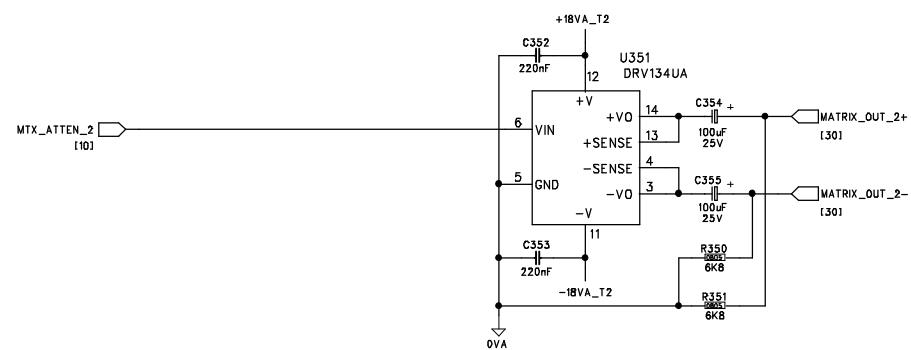 +18VA_T2
C352
220nF
12
U351
DRV134UA
+V
MTX_ATTEN_2
[10]
6
VIN
+VO
14
+SENSE
13
-SENSE
4
5
GND
-VO
3
-V
11
C354
+
100uF
25V
MATRIX_OUT_2+
[30]
C355
+
100uF
25V
MATRIX_OUT_2-
[30]
C353
220nF
-18VA_T2
R350
0805
6K8
R351
0805
6K8
0VA